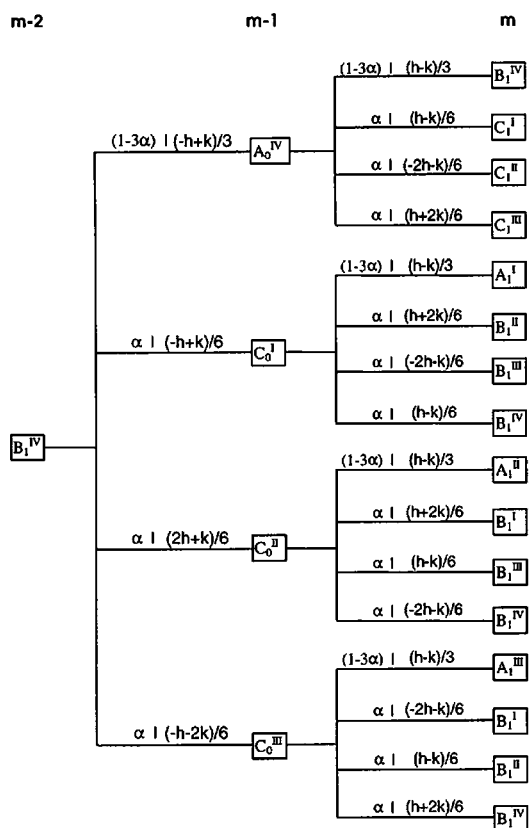 m-2 m-1 m
(1-3α) | (h-k)/3 B₁ᴵⱽ
α | (h-k)/6 C₁ᴵ
(1-3α) | (-h+k)/3 A₀ᴵⱽ
α | (-2h-k)/6 C₁ᴵᴵ
α | (h+2k)/6 C₁ᴵᴵᴵ
(1-3α) | (h-k)/3 A₁ᴵ
α | (h+2k)/6 B₁ᴵᴵ
α | (-h+k)/6 C₀ᴵ
α | (-2h-k)/6 B₁ᴵᴵᴵ
α | (h-k)/6 B₁ᴵⱽ
B₁ᴵⱽ
(1-3α) | (h-k)/3 A₁ᴵᴵ
α | (h+2k)/6 B₁ᴵ
α | (2h+k)/6 C₀ᴵᴵ
α | (h-k)/6 B₁ᴵᴵᴵ
α | (-2h-k)/6 B₁ᴵⱽ
(1-3α) | (h-k)/3 A₁ᴵᴵᴵ
α | (-2h-k)/6 B₁ᴵ
α | (-h-2k)/6 C₀ᴵᴵᴵ
α | (h-k)/6 B₁ᴵᴵ
α | (h+2k)/6 B₁ᴵⱽ